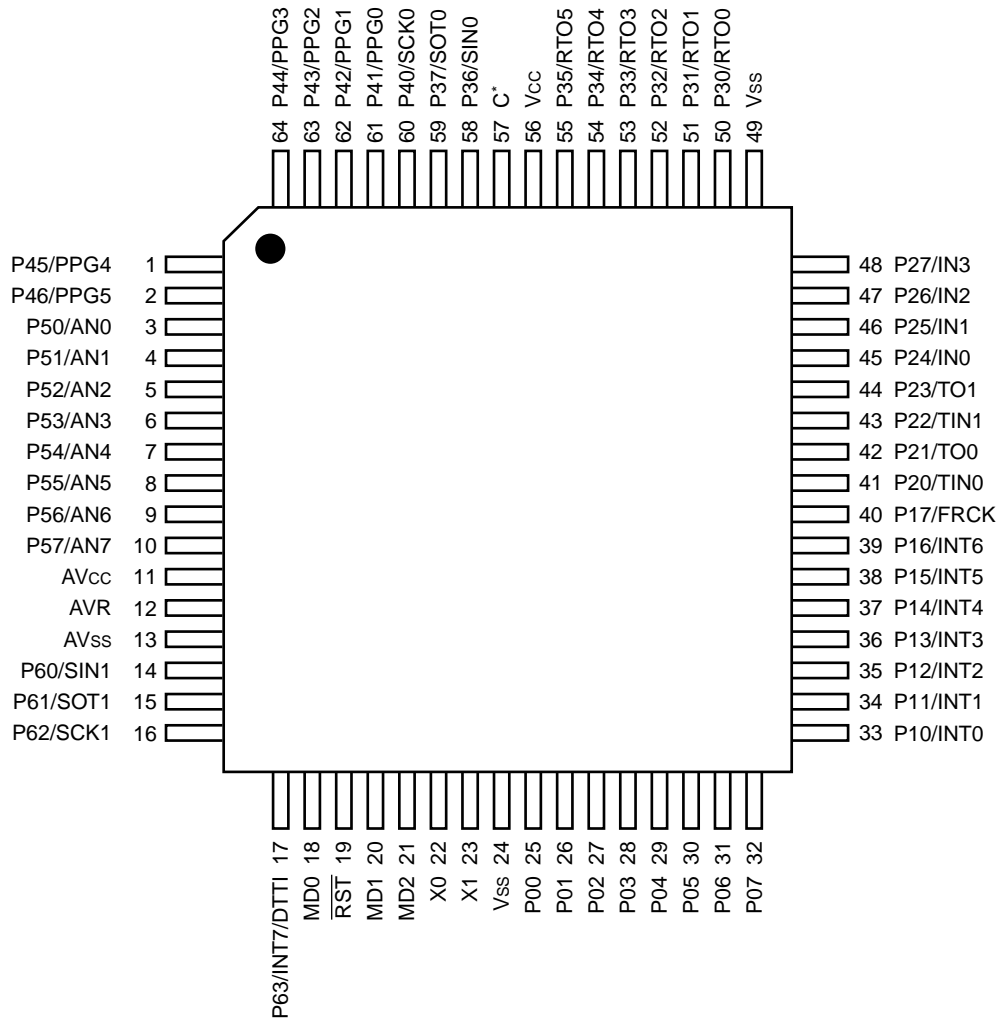 64 P44/PPG3
63 P43/PPG2
62 P42/PPG1
61 P41/PPG0
60 P40/SCK0
59 P37/SOT0
58 P36/SIN0
57 C*
56 Vcc
55 P35/RTO5
54 P34/RTO4
53 P33/RTO3
52 P32/RTO2
51 P31/RTO1
50 P30/RTO0
49 Vss
P45/PPG4 1
P46/PPG5 2
P50/AN0 3
P51/AN1 4
P52/AN2 5
P53/AN3 6
P54/AN4 7
P55/AN5 8
P56/AN6 9
P57/AN7 10
AVcc 11
AVR 12
AVss 13
P60/SIN1 14
P61/SOT1 15
P62/SCK1 16
48 P27/IN3
47 P26/IN2
46 P25/IN1
45 P24/IN0
44 P23/TO1
43 P22/TIN1
42 P21/TO0
41 P20/TIN0
40 P17/FRCK
39 P16/INT6
38 P15/INT5
37 P14/INT4
36 P13/INT3
35 P12/INT2
34 P11/INT1
33 P10/INT0
P63/INT7/DTTI 17
MD0 18
R̅S̅T̅ 19
MD1 20
MD2 21
X0 22
X1 23
Vss 24
P00 25
P01 26
P02 27
P03 28
P04 29
P05 30
P06 31
P07 32